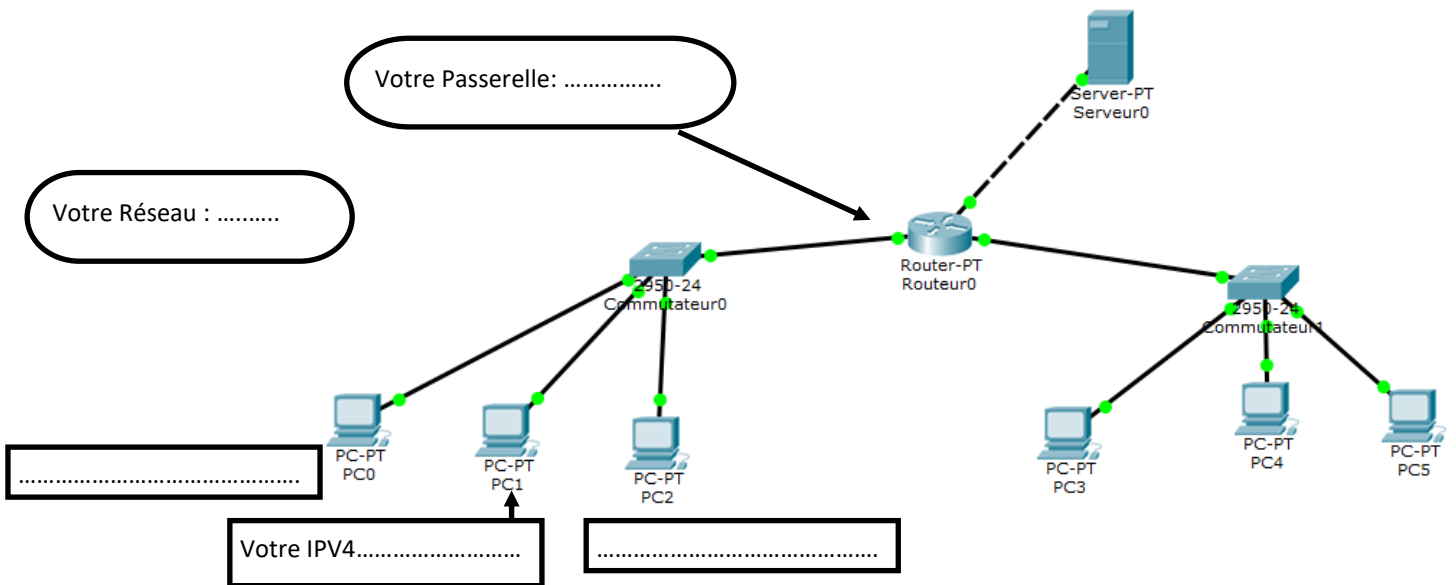 Votre Passerelle: ...............
Server-PT
Serveur0
Votre Réseau : .........
Router-PT
Routeur0
2950-24
Commutateur0
2950-24
Commutateur1
PC-PT
PC0
PC-PT
PC1
PC-PT
PC2
PC-PT
PC3
PC-PT
PC4
PC-PT
PC5
..............................................
Votre IPV4...........................
..............................................